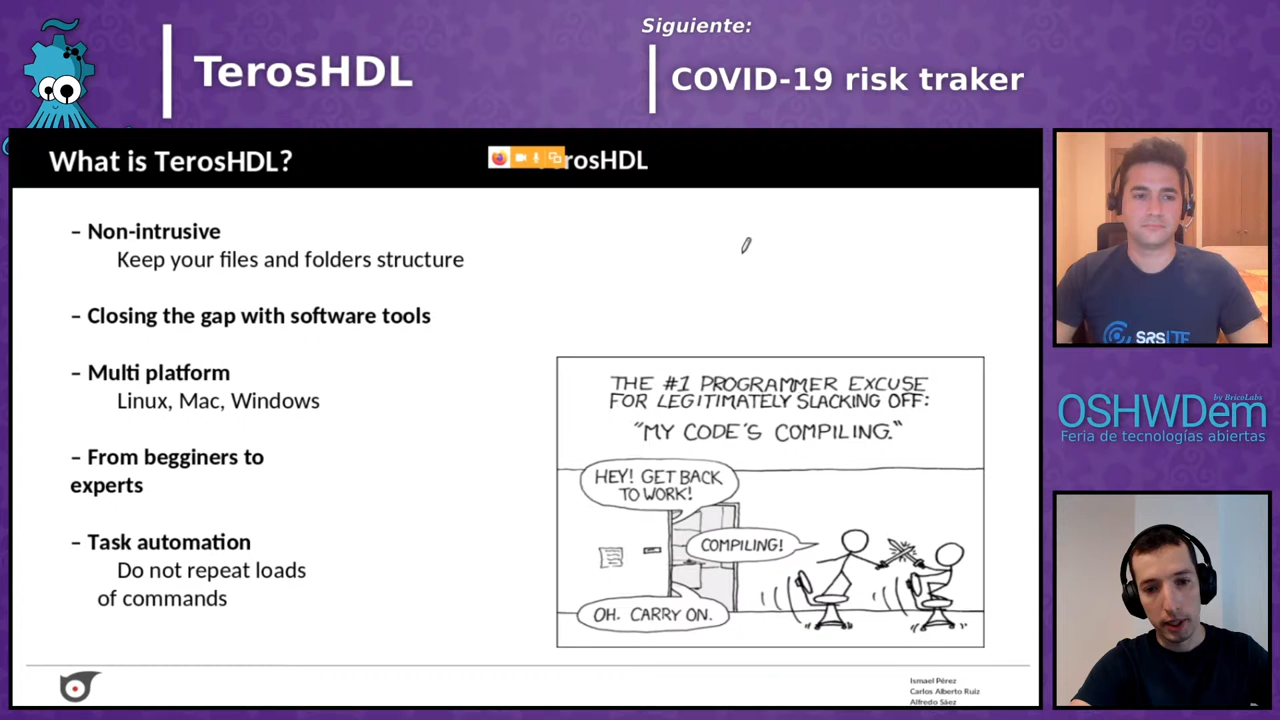 TerosHDL
Siguiente:
COVID-19 risk traker
What is TerosHDL?
rosHDL
– Non-intrusive
Keep your files and folders structure
– Closing the gap with software tools
– Multi platform
Linux, Mac, Windows
– From begginers to
experts
– Task automation
Do not repeat loads
of commands
THE #1 PROGRAMMER EXCUSE
FOR LEGITIMATELY SLACKING OFF:
"MY CODE'S COMPILING."
HEY! GET BACK
TO WORK!
COMPILING!
OH. CARRY ON.
Ismael Pérez
Carlos Alberto Ruiz
Alfredo Sáez
SRSLTE
by BricoLabs
OSHWDem
Feria de tecnologías abiertas